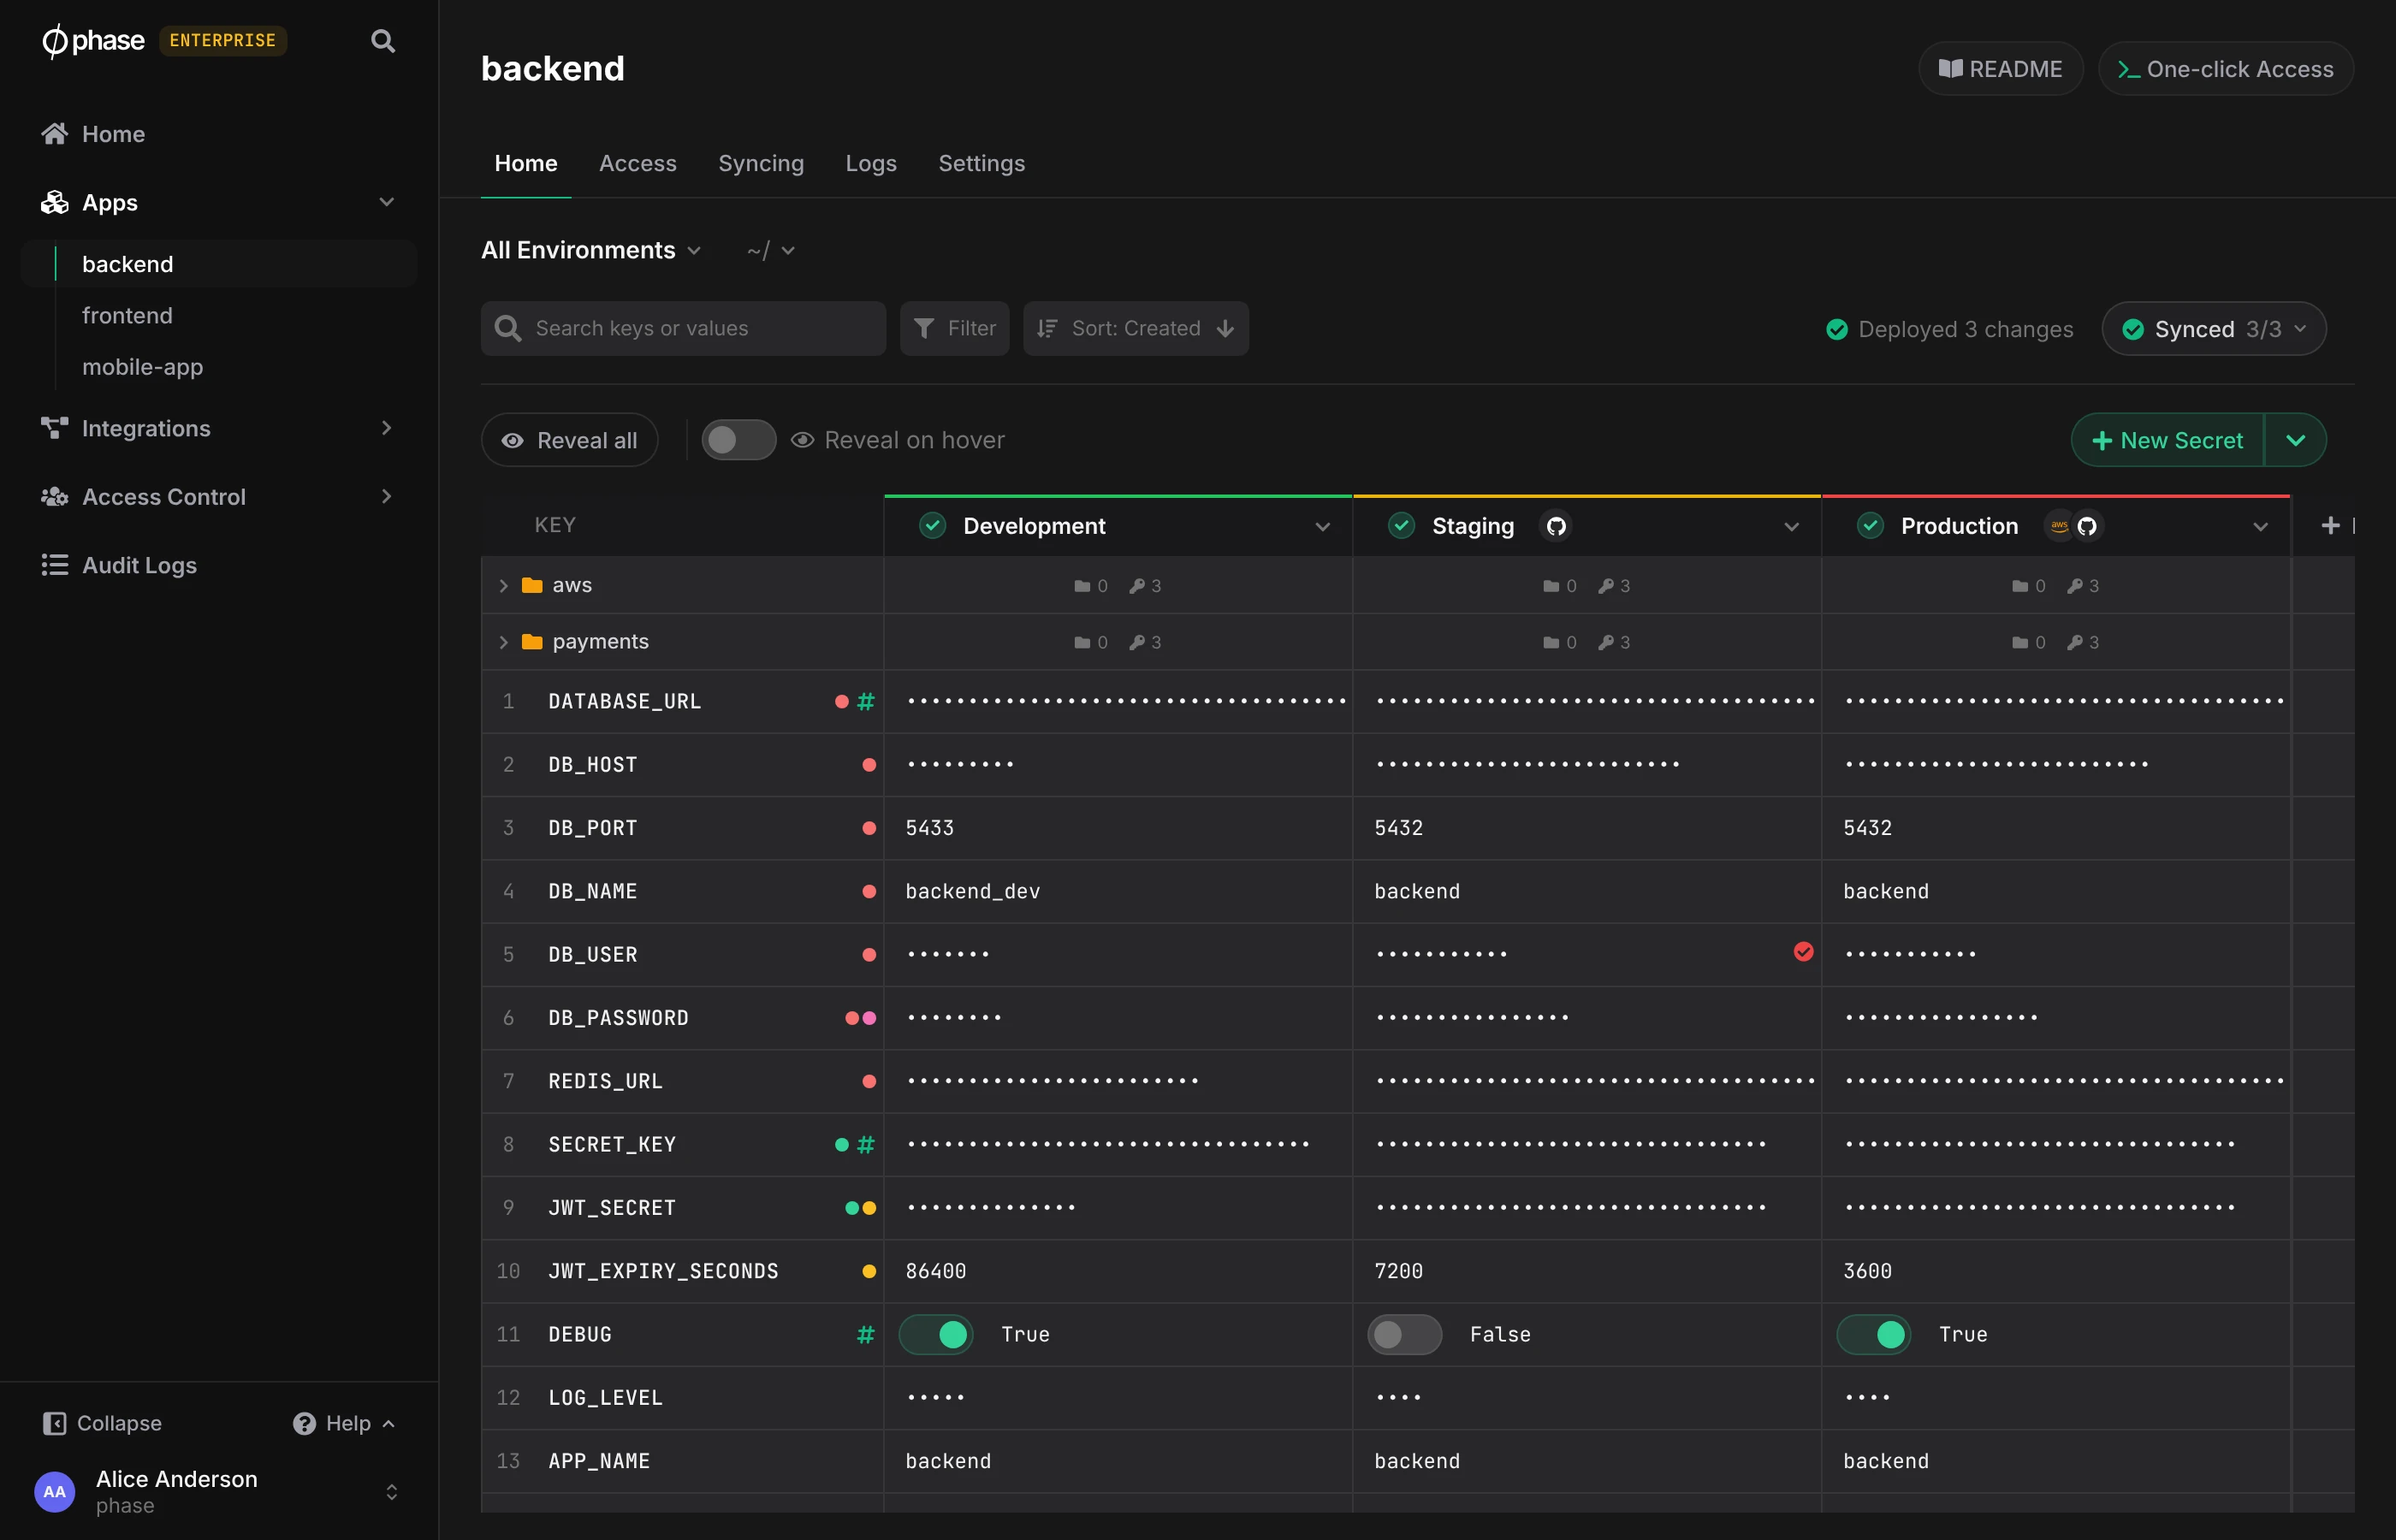 phase ENTERPRISE
Home
Apps
backend
frontend
mobile-app
Integrations
Access Control
Audit Logs
Collapse
Help
AA
Alice Anderson
phase
backend
README
>_ One-click Access
Home Access Syncing Logs Settings
All Environments ~/
Search keys or values
Filter
Sort: Created
Deployed 3 changes
Synced 3/3
Reveal all
Reveal on hover
+ New Secret
KEY Development Staging Production aws +
aws 0 3 0 3 0 3
payments 0 3 0 3 0 3
1 DATABASE_URL #
2 DB_HOST
3 DB_PORT 5433 5432 5432
4 DB_NAME backend_dev backend backend
5 DB_USER
6 DB_PASSWORD
7 REDIS_URL
8 SECRET_KEY #
9 JWT_SECRET
10 JWT_EXPIRY_SECONDS 86400 7200 3600
11 DEBUG # True False True
12 LOG_LEVEL
13 APP_NAME backend backend backend